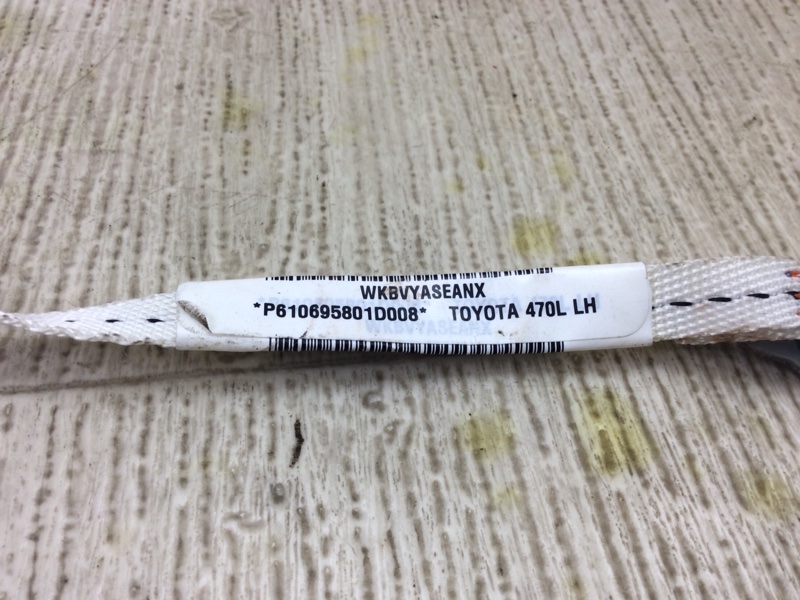 WKBVYASEANX
*P610695801D008* TOYOTA 470L LH